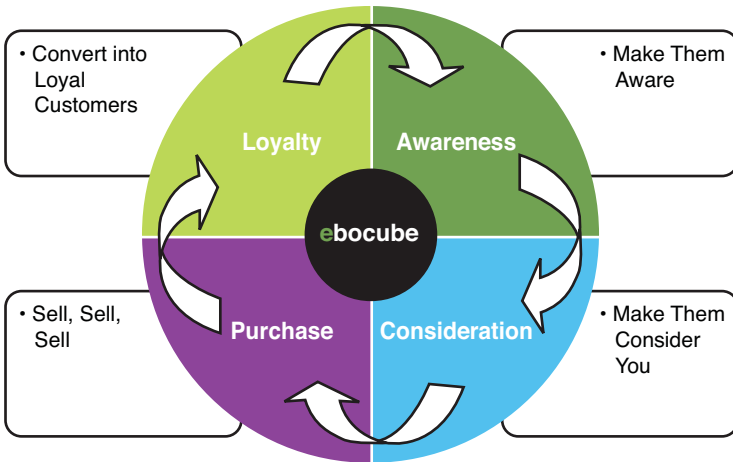 • Convert into
Loyal
Customers
• Make Them
Aware
Loyalty
Awareness
ebocube
Purchase
Consideration
• Sell, Sell,
Sell
• Make Them
Consider
You